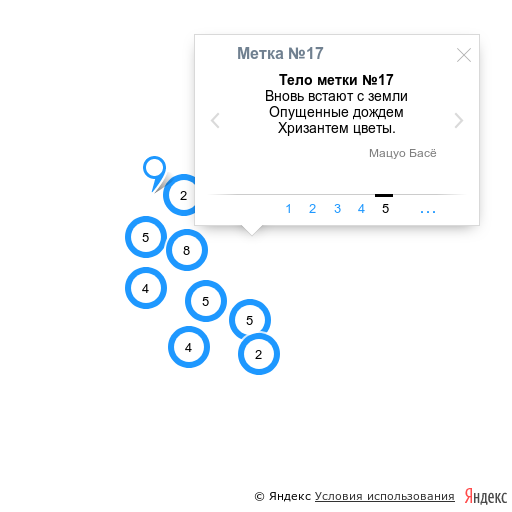 Метка №17
Тело метки №17
Вновь встают с земли
Опущенные дождем
Хризантем цветы.
Мацуо Басё
1 2 3 4 5 ...
2
5
8
4
5
5
4
2
© Яндекс Условия использования Яндекс